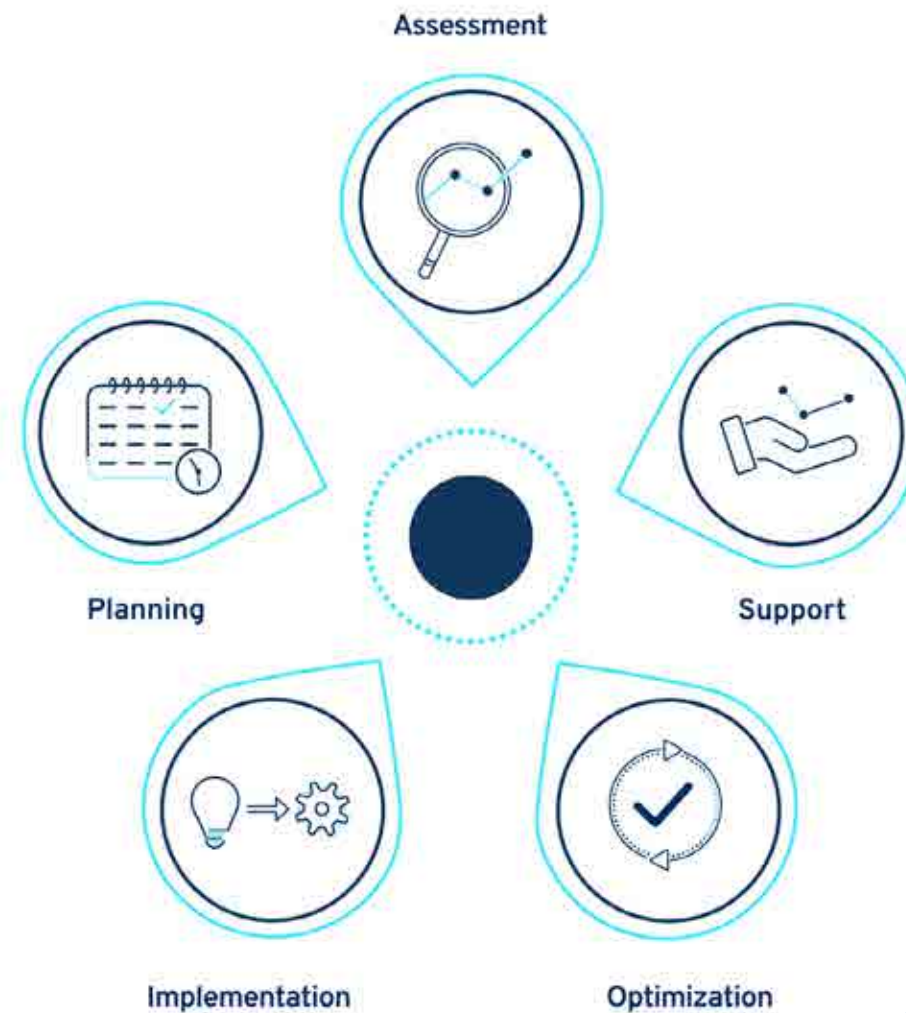 Assessment
Planning
Support
Implementation
Optimization